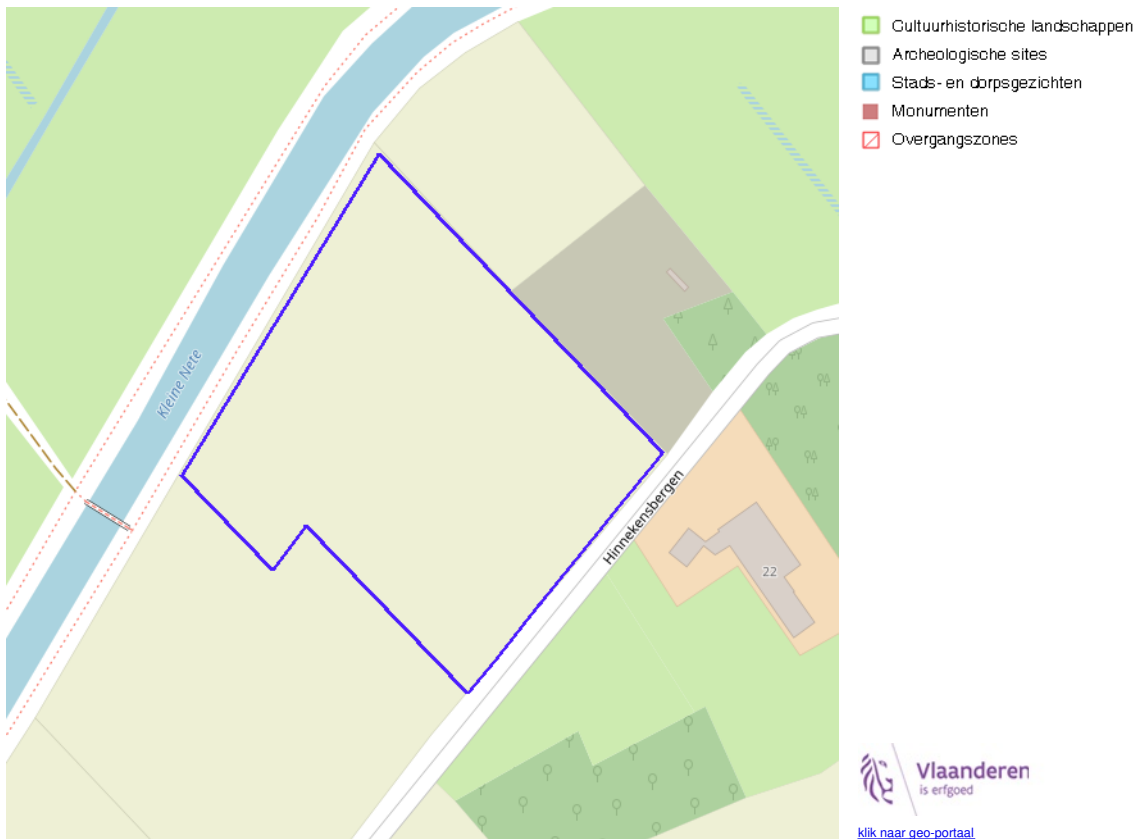 Cultuurhistorische landschappen
Archeologische sites
Stads- en dorpsgezichten
Monumenten
Overgangszones
Kleine Nete
Hinnekensbergen
22
Vlaanderen
is erfgoed
klik naar geo-portaal